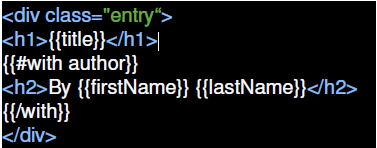 <div class="entry“>
<h1>{{title}}</h1>
{{#with author}}
<h2>By {{firstName}} {{lastName}}</h2>
{{/with}}
</div>